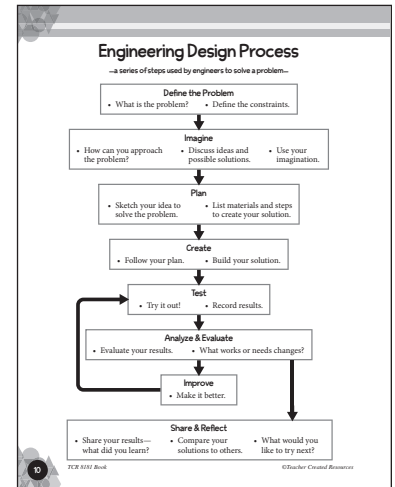 Engineering Design Process
—a series of steps used by engineers to solve a problem—
Define the Problem
• What is the problem? • Define the constraints.
Imagine
• How can you approach the problem?
• Discuss ideas and possible solutions.
• Use your imagination.
Plan
• Sketch your idea to solve the problem.
• List materials and steps to create your solution.
Create
• Follow your plan. • Build your solution.
Test
• Try it out! • Record results.
Analyze & Evaluate
• Evaluate your results. • What works or needs changes?
Improve
• Make it better.
Share & Reflect
• Share your results—what did you learn?
• Compare your solutions to others.
• What would you like to try next?
10 TCR 8181 Book ©Teacher Created Resources